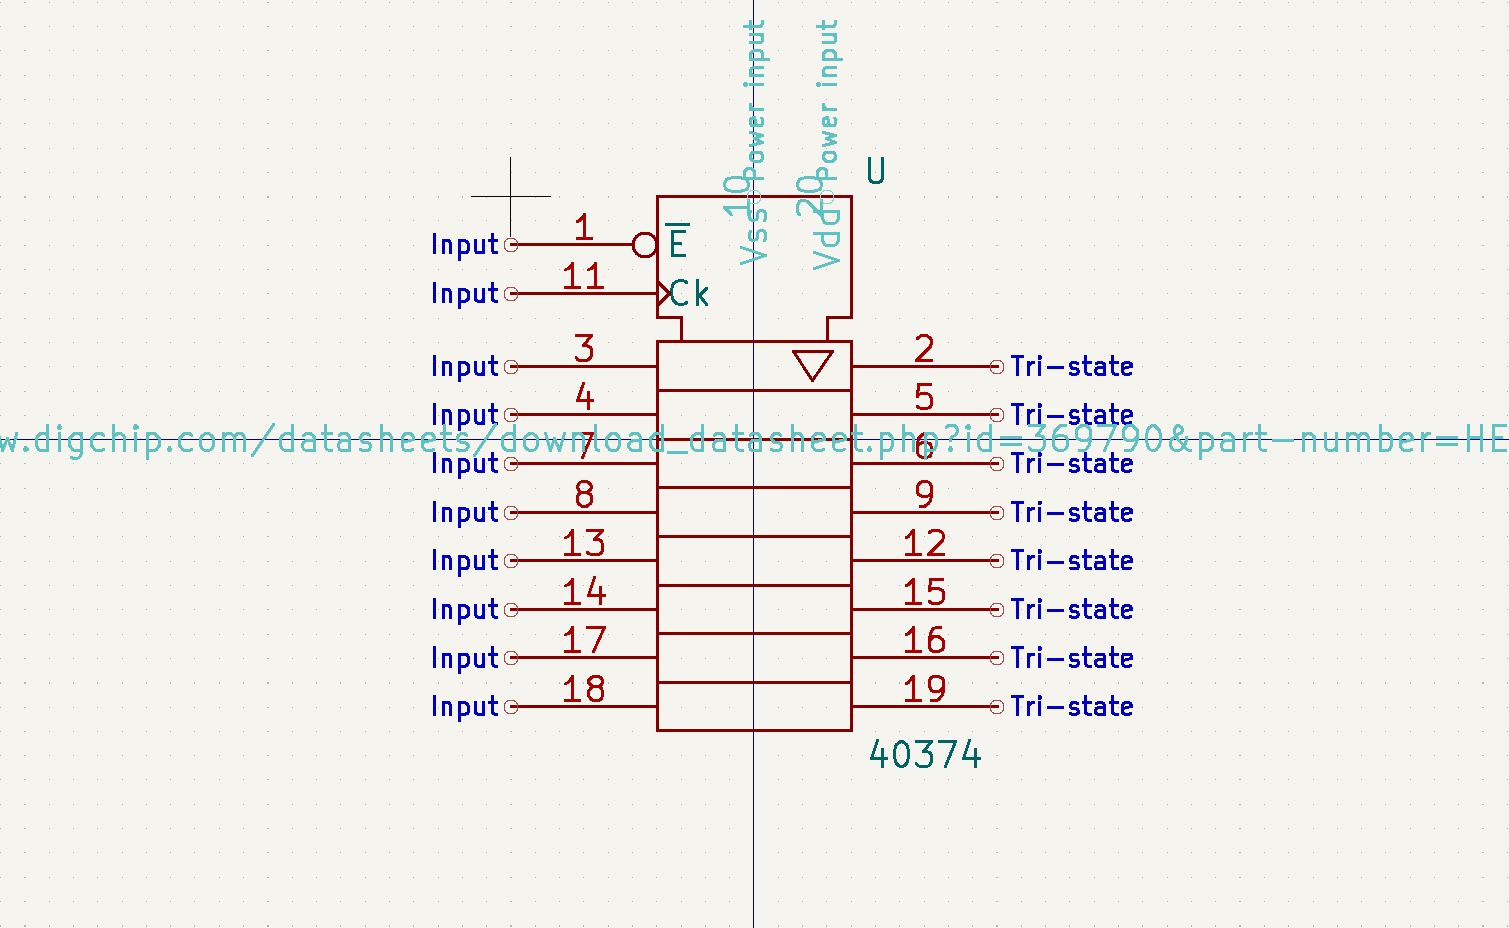 Power input
Power input
10
20
Vss
Vdd
U
Input 1 E
Input 11 Ck
Input 3 2 Tri-state
Input 4 5 Tri-state
w.digchip.com/datasheets/download_datasheet.php?id=369790&part-number=HE
Input 7 6 Tri-state
Input 8 9 Tri-state
Input 13 12 Tri-state
Input 14 15 Tri-state
Input 17 16 Tri-state
Input 18 19 Tri-state
40374